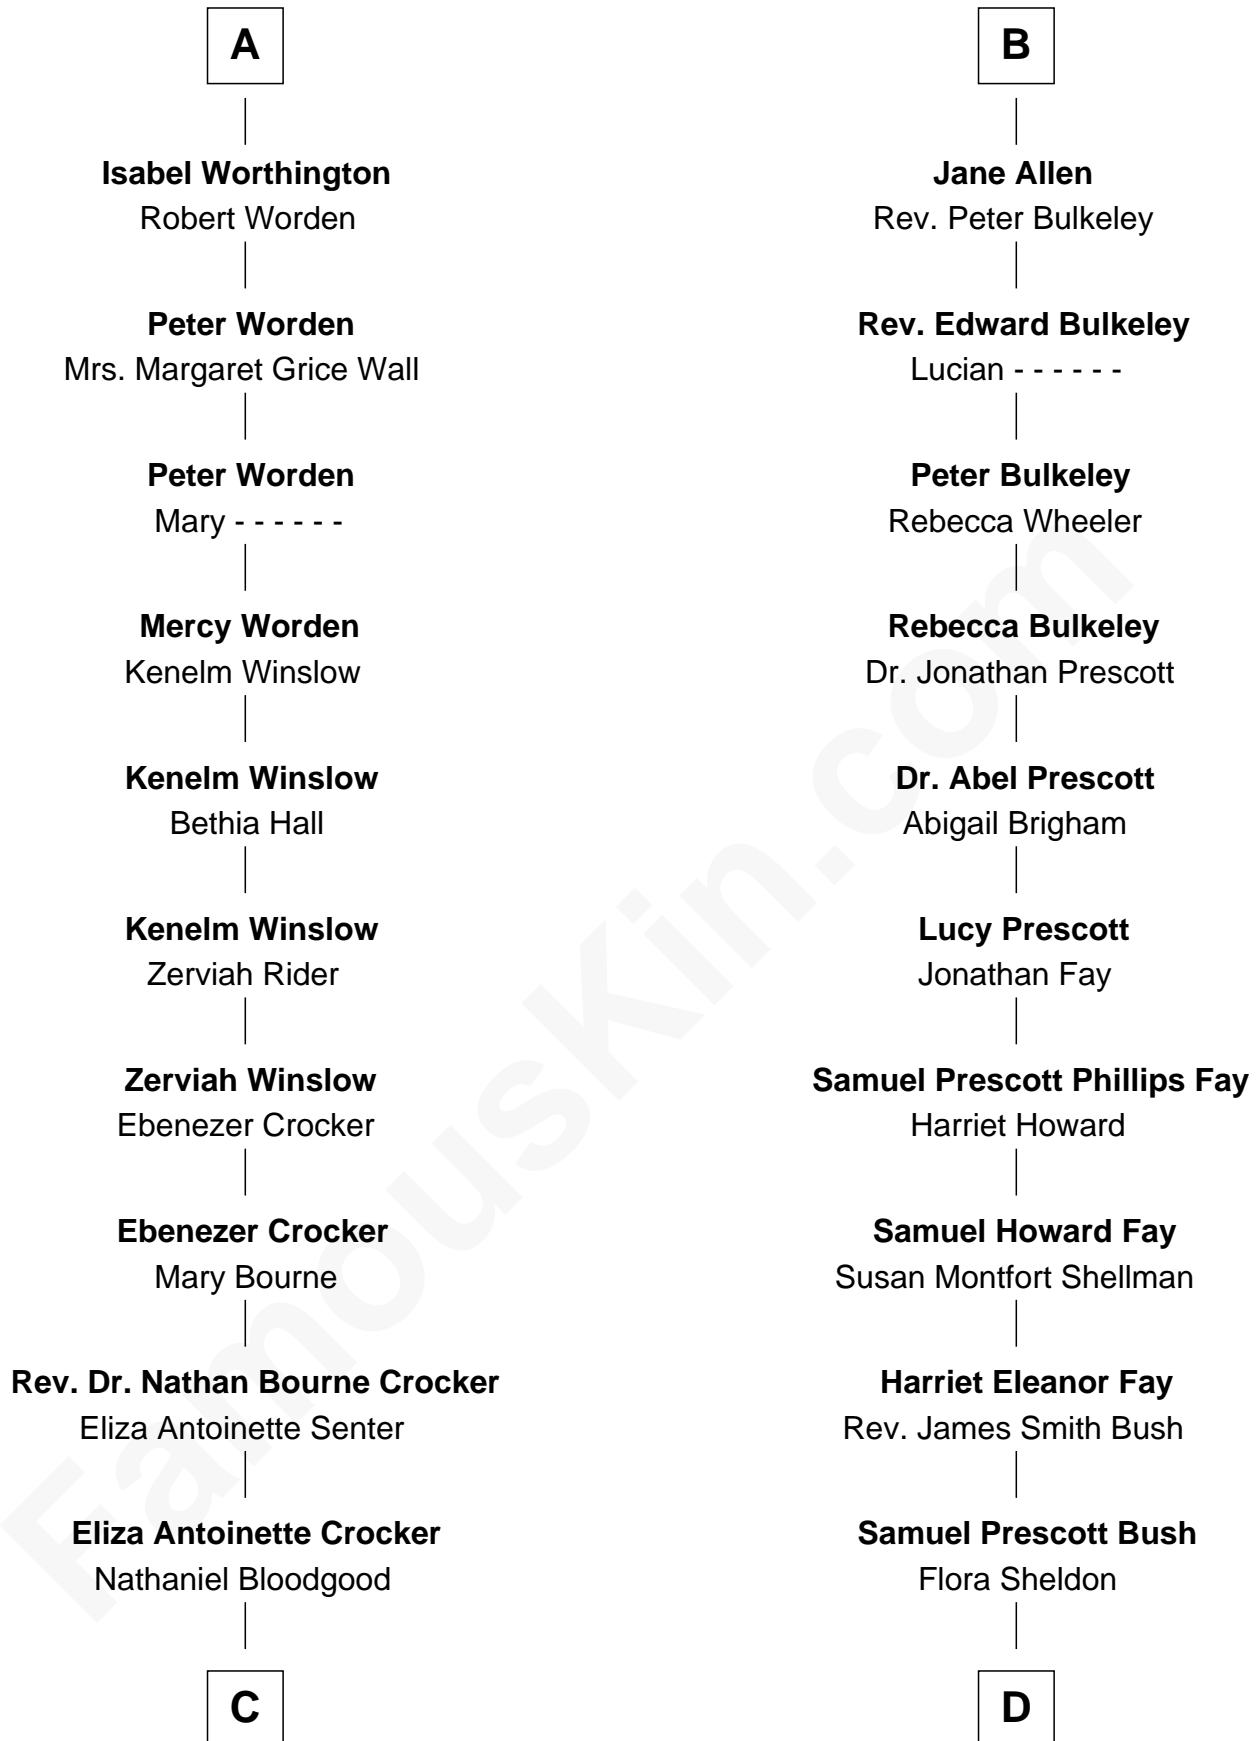 A
Isabel Worthington
Robert Worden
Peter Worden
Mrs. Margaret Grice Wall
Peter Worden
Mary - - - - - -
Mercy Worden
Kenelm Winslow
Kenelm Winslow
Bethia Hall
Kenelm Winslow
Zerviah Rider
Zerviah Winslow
Ebenezer Crocker
Ebenezer Crocker
Mary Bourne
Rev. Dr. Nathan Bourne Crocker
Eliza Antoinette Senter
Eliza Antoinette Crocker
Nathaniel Bloodgood
C
B
Jane Allen
Rev. Peter Bulkeley
Rev. Edward Bulkeley
Lucian - - - - - -
Peter Bulkeley
Rebecca Wheeler
Rebecca Bulkeley
Dr. Jonathan Prescott
Dr. Abel Prescott
Abigail Brigham
Lucy Prescott
Jonathan Fay
Samuel Prescott Phillips Fay
Harriet Howard
Samuel Howard Fay
Susan Montfort Shellman
Harriet Eleanor Fay
Rev. James Smith Bush
Samuel Prescott Bush
Flora Sheldon
D
FamousKin.com